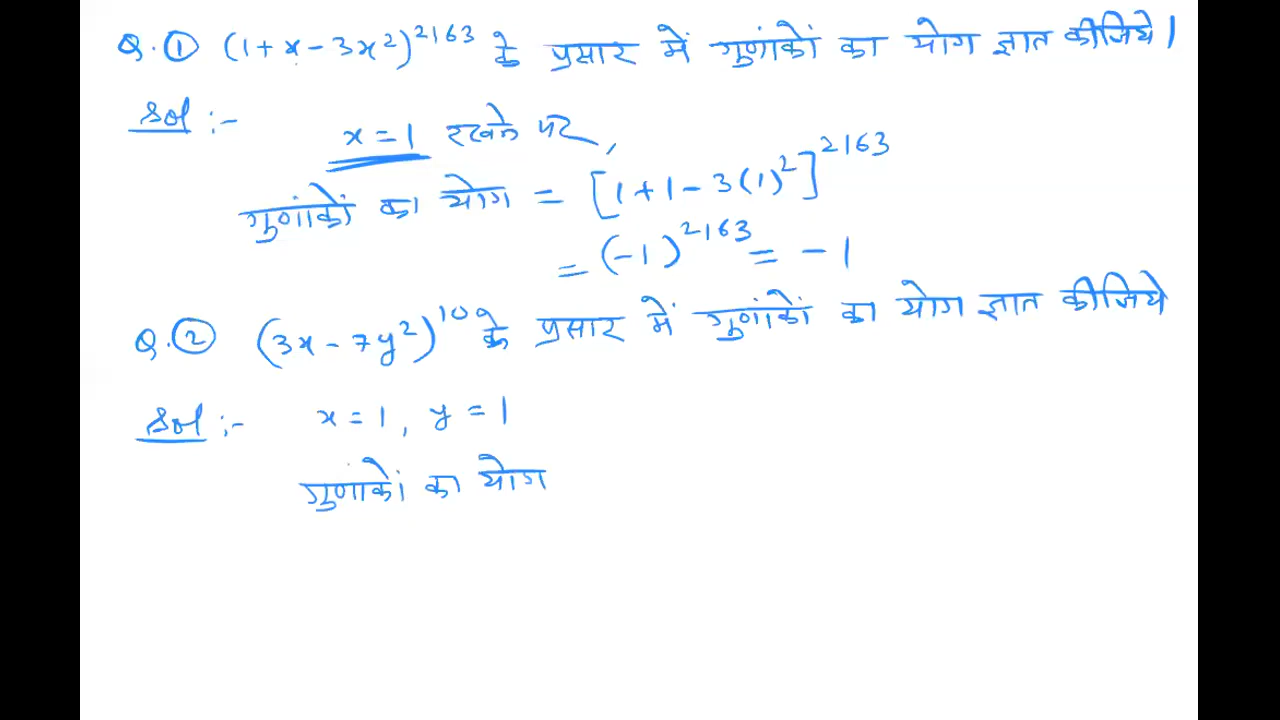 Q.① (1+x-3x²)²¹⁶³ के प्रसार में गुणांकों का योग ज्ञात कीजिये।
Sol :-
x=1 रखने पर,
गुणांकों का योग = [1+1-3(1)²]²¹⁶³
= (-1)²¹⁶³ = -1
Q.② (3x-7y²)¹⁰⁹ के प्रसार में गुणांकों का योग ज्ञात कीजिये
Sol :- x=1, y=1
गुणांकों का योग